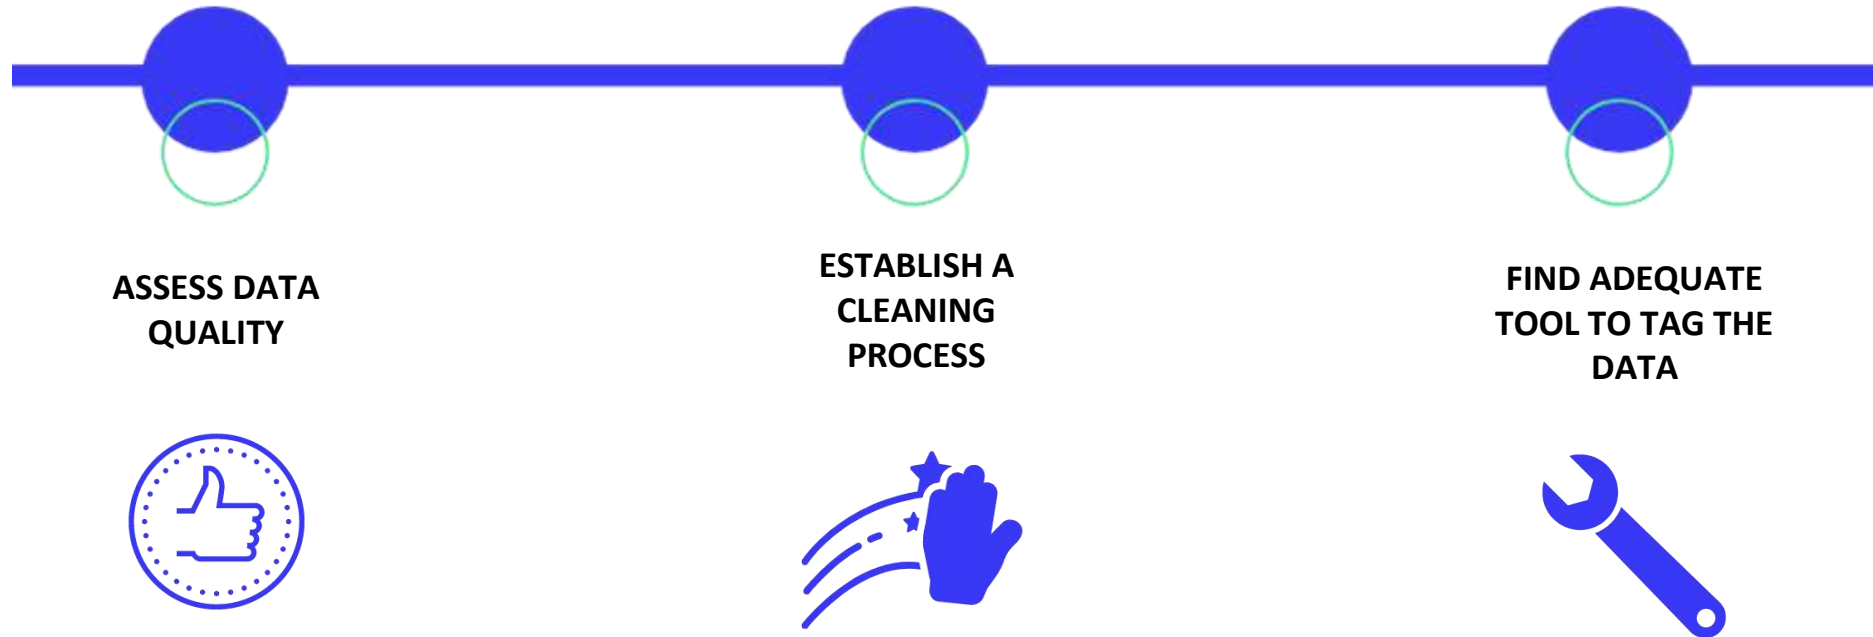 ASSESS DATA
QUALITY
ESTABLISH A
CLEANING
PROCESS
FIND ADEQUATE
TOOL TO TAG THE
DATA